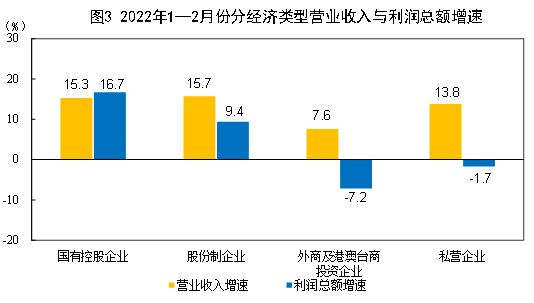 图3 2022年1—2月份分经济类型营业收入与利润总额增速
(%)
30
20
10
0
-10
-20
15.3
16.7
15.7
9.4
7.6
-7.2
13.8
-1.7
国有控股企业
股份制企业
外商及港澳台商
投资企业
私营企业
营业收入增速
利润总额增速